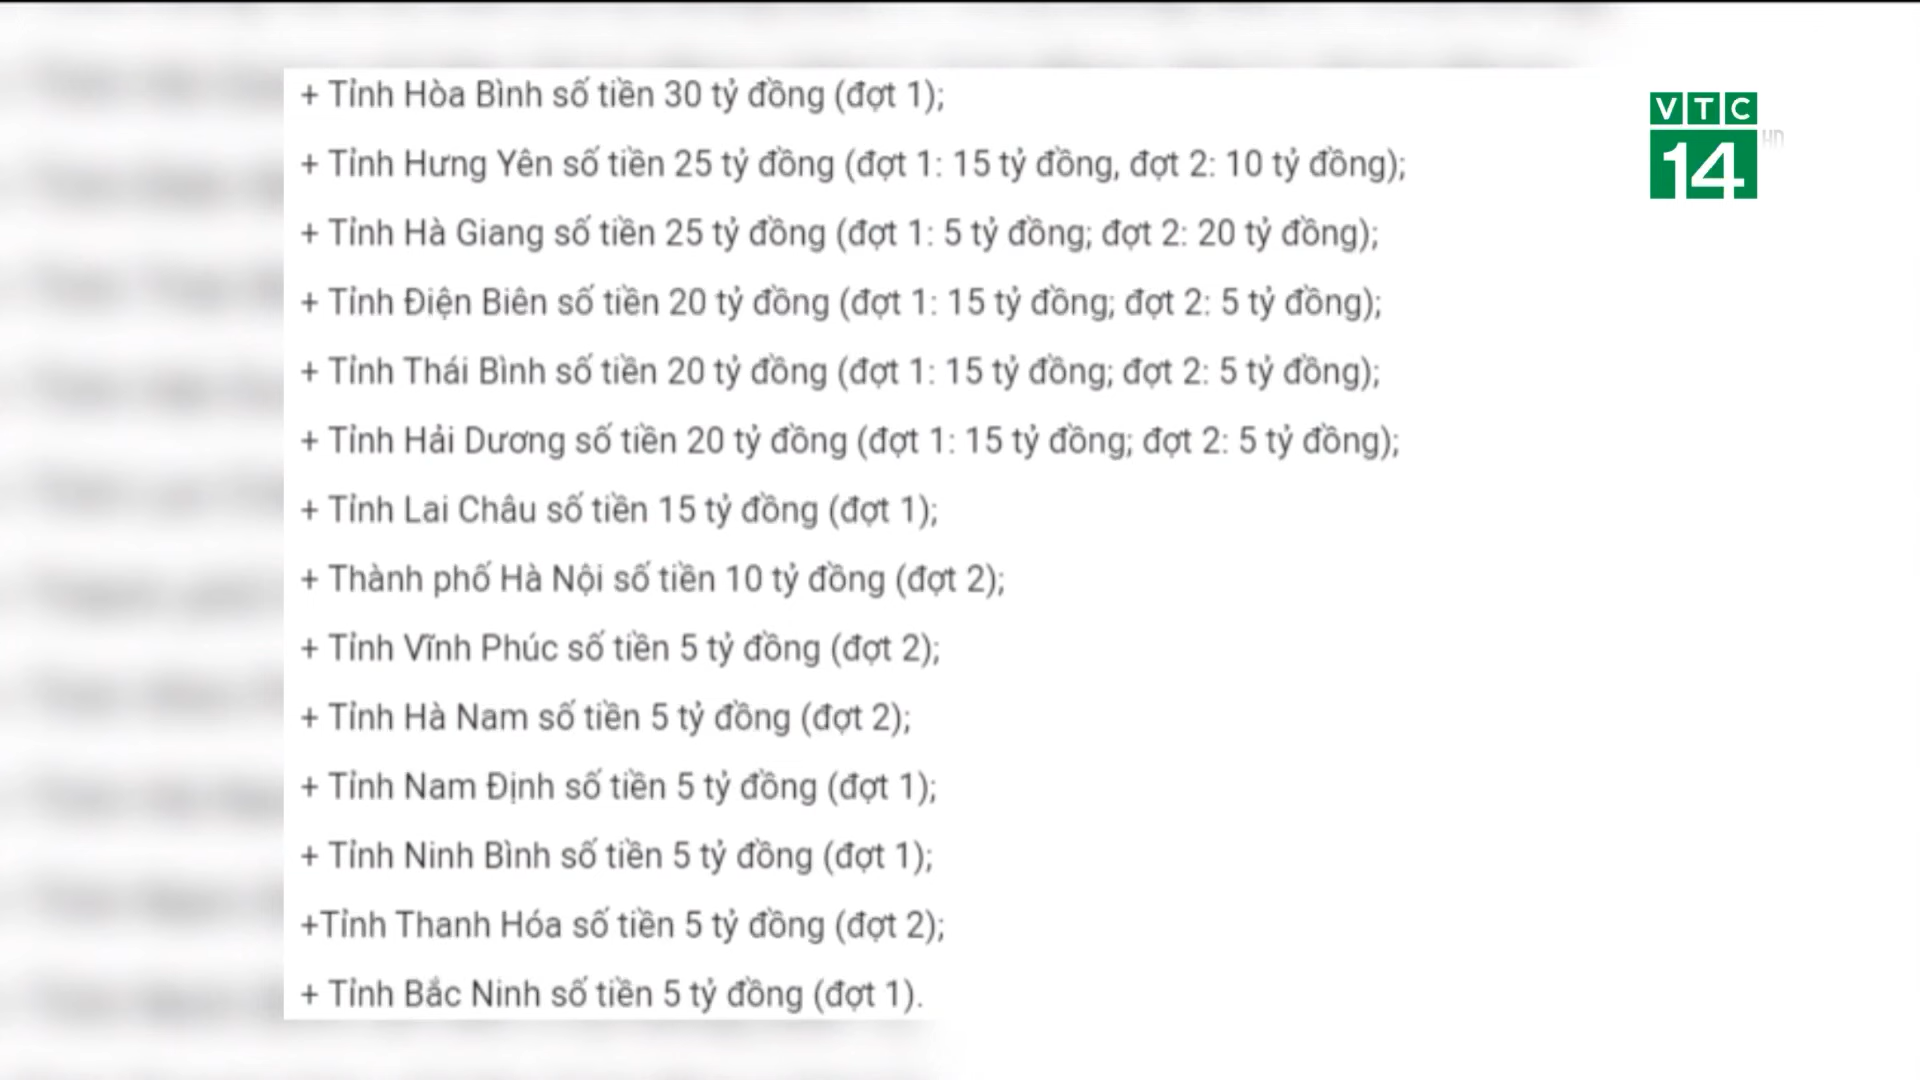 + Tỉnh Hòa Bình số tiền 30 tỷ đồng (đợt 1);
+ Tỉnh Hưng Yên số tiền 25 tỷ đồng (đợt 1: 15 tỷ đồng, đợt 2: 10 tỷ đồng);
+ Tỉnh Hà Giang số tiền 25 tỷ đồng (đợt 1: 5 tỷ đồng; đợt 2: 20 tỷ đồng);
+ Tỉnh Điện Biên số tiền 20 tỷ đồng (đợt 1: 15 tỷ đồng; đợt 2: 5 tỷ đồng);
+ Tỉnh Thái Bình số tiền 20 tỷ đồng (đợt 1: 15 tỷ đồng; đợt 2: 5 tỷ đồng);
+ Tỉnh Hải Dương số tiền 20 tỷ đồng (đợt 1: 15 tỷ đồng; đợt 2: 5 tỷ đồng);
+ Tỉnh Lai Châu số tiền 15 tỷ đồng (đợt 1);
+ Thành phố Hà Nội số tiền 10 tỷ đồng (đợt 2);
+ Tỉnh Vĩnh Phúc số tiền 5 tỷ đồng (đợt 2);
+ Tỉnh Hà Nam số tiền 5 tỷ đồng (đợt 2);
+ Tỉnh Nam Định số tiền 5 tỷ đồng (đợt 1);
+ Tỉnh Ninh Bình số tiền 5 tỷ đồng (đợt 1);
+Tỉnh Thanh Hóa số tiền 5 tỷ đồng (đợt 2);
+ Tỉnh Bắc Ninh số tiền 5 tỷ đồng (đợt 1).
VTC
14 HD